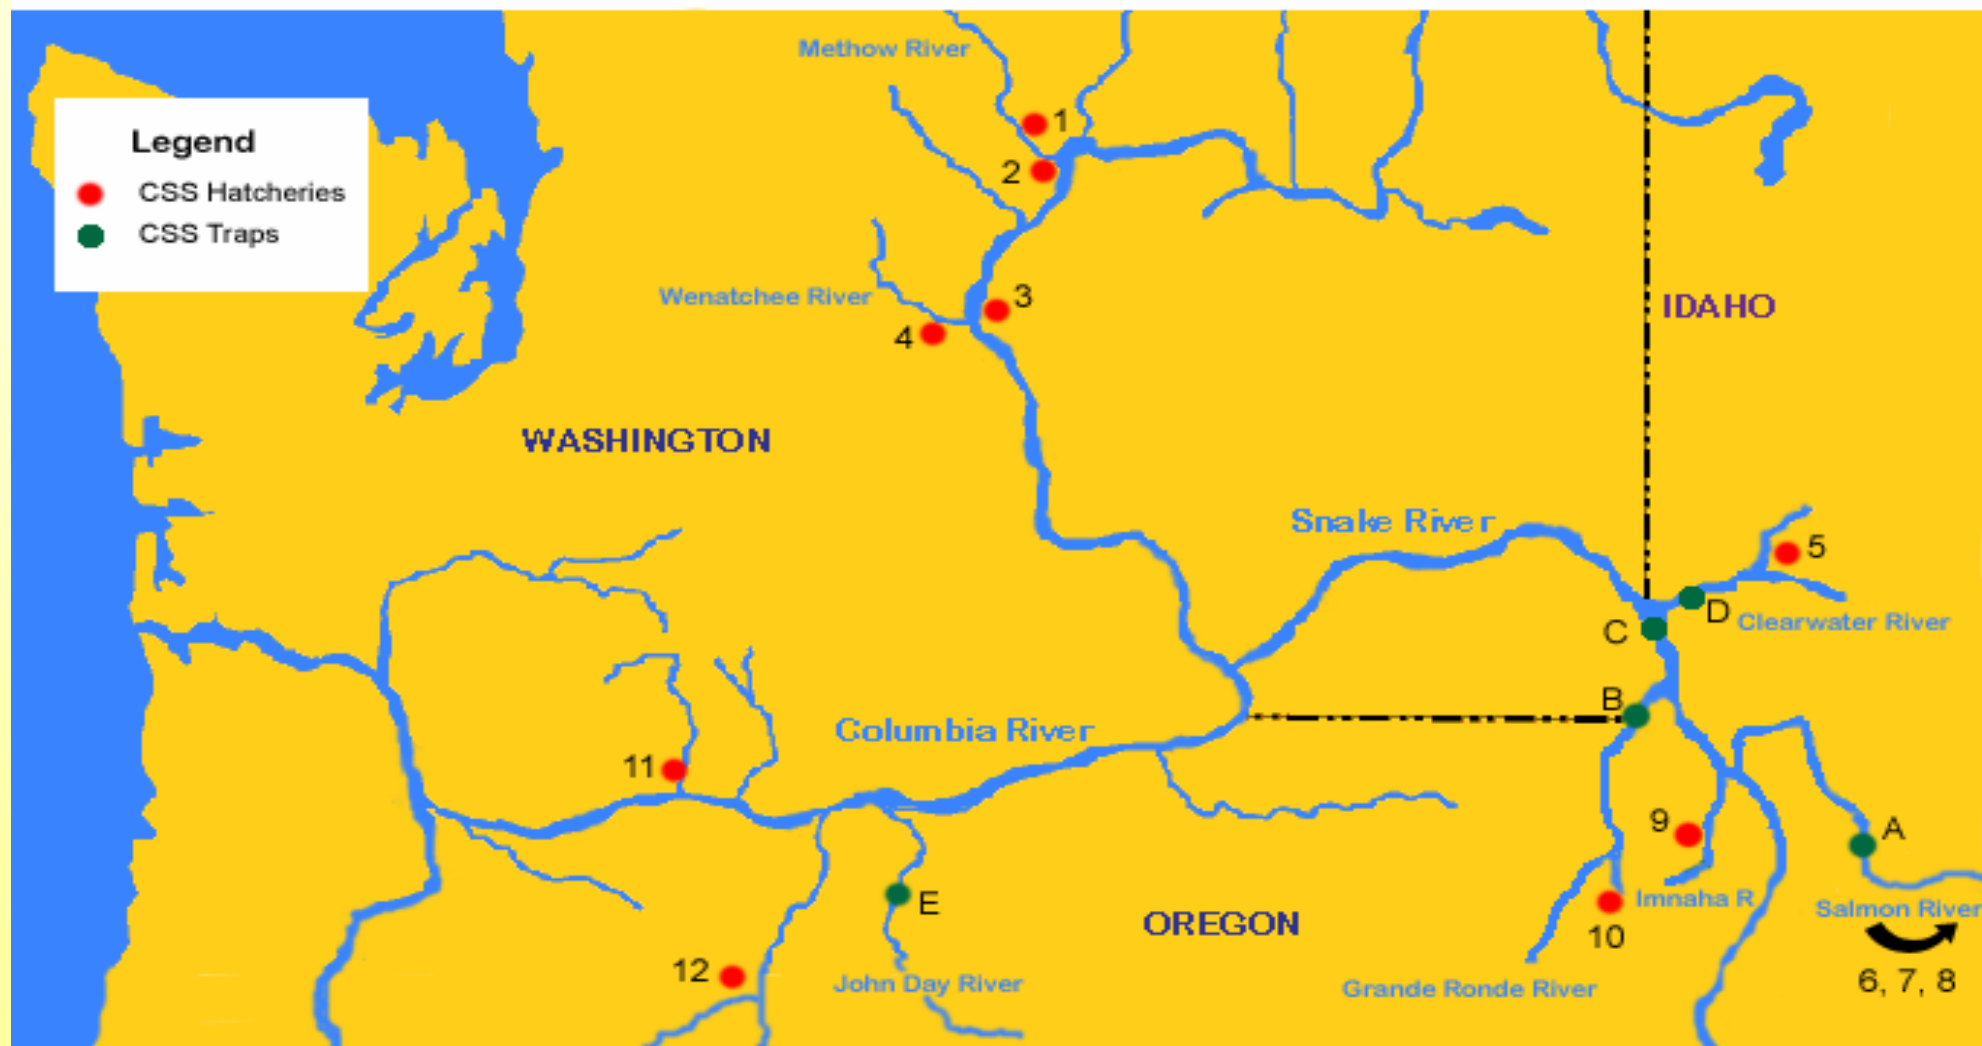 Methow River
Legend
CSS Hatcheries
CSS Traps
1
2
Wenatchee River
3
4
IDAHO
WASHINGTON
Snake River
5
D
C
Clearwater River
B
Columbia River
11
9
A
E
Imnaha R
Salmon River
OREGON
10
12
John Day River
Grande Ronde River
6, 7, 8